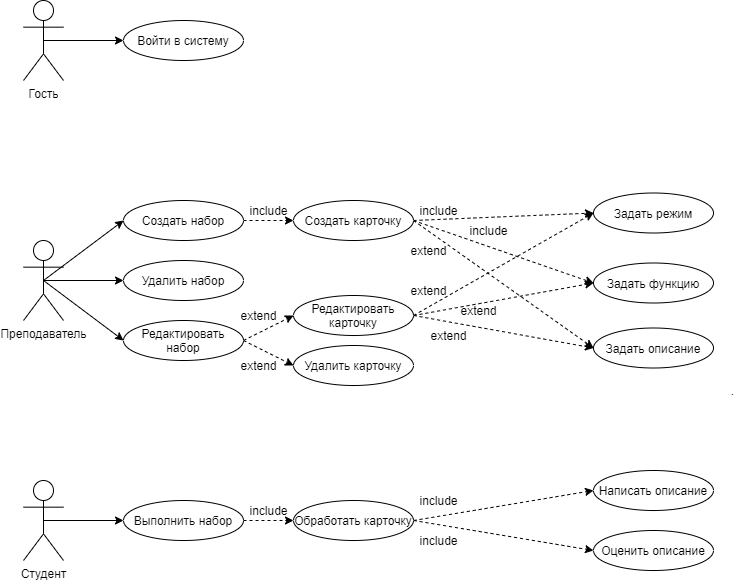 Войти в систему
Гость
Создать набор
include
Создать карточку
include
Задать режим
include
extend
Удалить набор
Задать функцию
extend
Редактировать
карточку
extend
extend
Преподаватель
Редактировать
набор
extend
Задать описание
extend
Удалить карточку
.
Написать описание
include
Выполнить набор
include
Обработать карточку
include
Оценить описание
Студент